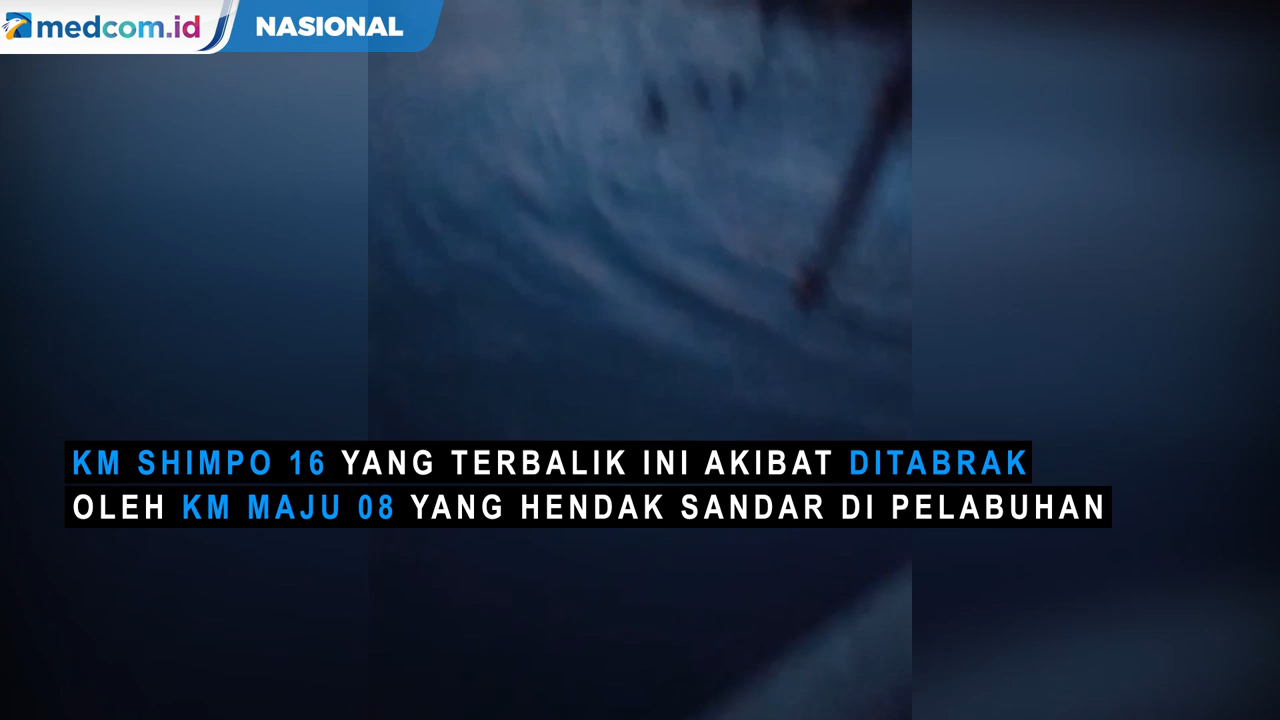 medcom.id NASIONAL
KM SHIMPO 16 YANG TERBALIK INI AKIBAT DITABRAK
OLEH KM MAJU 08 YANG HENDAK SANDAR DI PELABUHAN